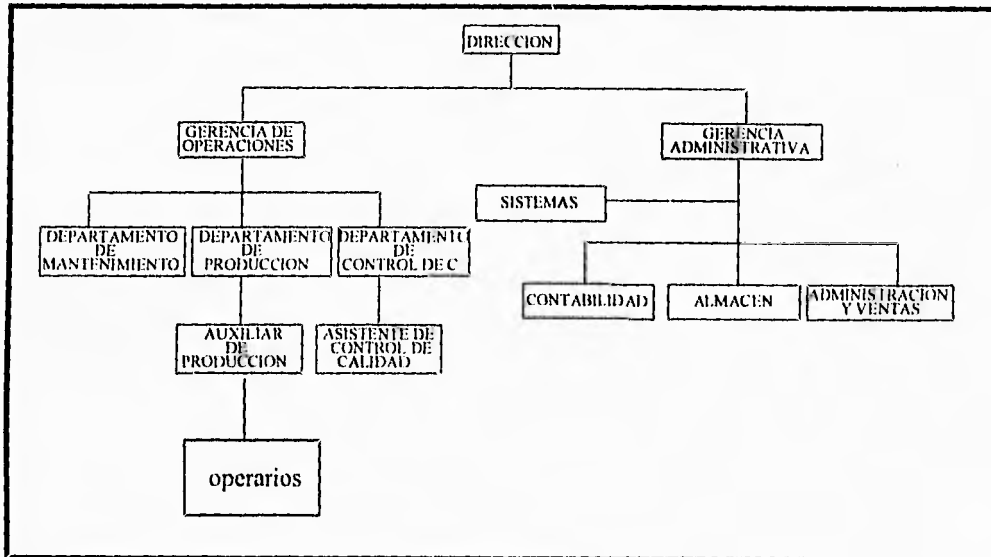 DIRECCION
GERENCIA DE
OPERACIONES
GERENCIA
ADMINISTRATIVA
SISTEMAS
DEPARTAMENTO
DE
MANTENIMIENTO
DEPARTAMENTO
DE
PRODUCCION
DEPARTAMENTO
DE
CONTROL DE C
CONTABILIDAD
ALMACEN
ADMINISTRACION
Y VENTAS
AUXILIAR
DE
PRODUCCION
ASISTENTE DE
CONTROL DE
CALIDAD
operarios